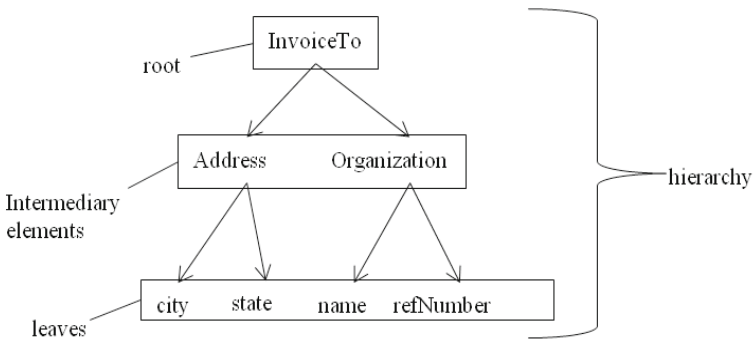 InvoiceTo
root
Address Organization
hierarchy
Intermediary
elements
city state name refNumber
leaves